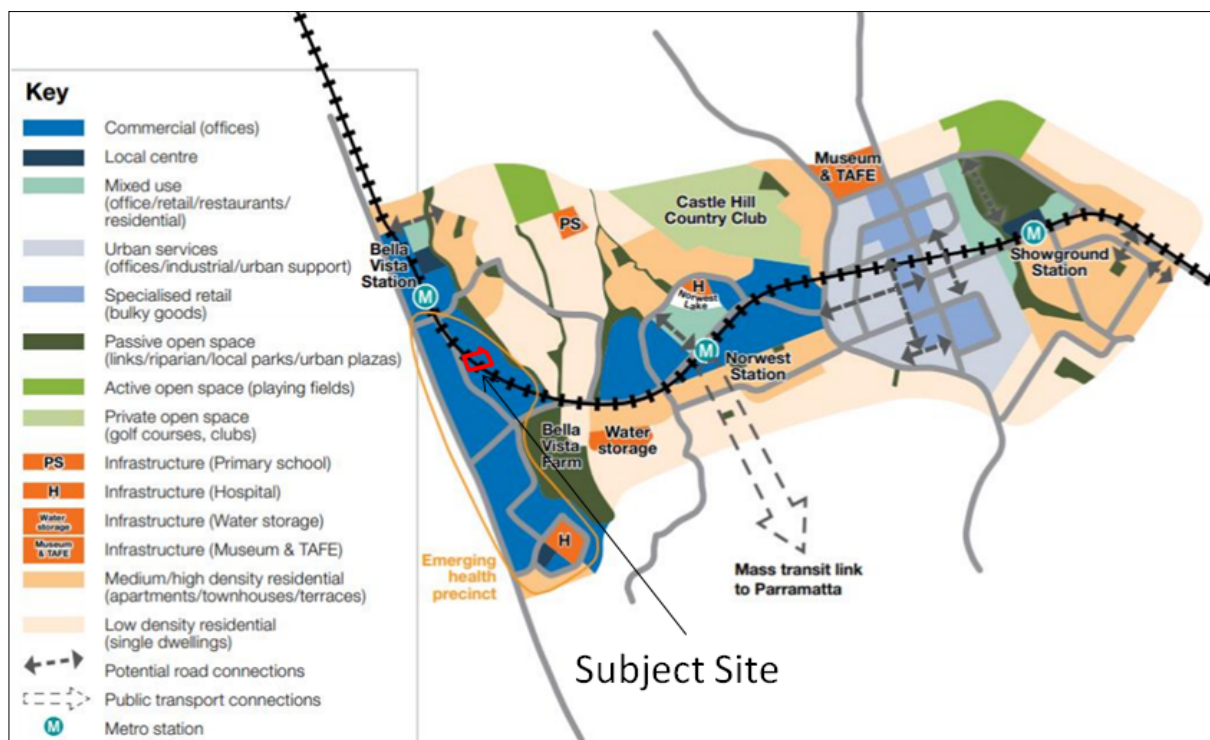 Key
Commercial (offices)
Local centre
Mixed use
(office/retail/restaurants/
residential)
Urban services
(offices/industrial/urban support)
Specialised retail
(bulky goods)
Passive open space
(links/riparian/local parks/urban plazas)
Active open space (playing fields)
Private open space
(golf courses, clubs)
PS
Infrastructure (Primary school)
H
Infrastructure (Hospital)
Water
storage
Infrastructure (Water storage)
Museum
& TAFE
Infrastructure (Museum & TAFE)
Medium/high density residential
(apartments/townhouses/terraces)
Low density residential
(single dwellings)
Potential road connections
Public transport connections
M
Metro station
Museum
& TAFE
Castle Hill
Country Club
PS
Bella
Vista
Station
M
H
Norwest
Lake
M
Norwest
Station
M
Showground
Station
Bella
Vista
Farm
Water
storage
H
Emerging
health
precinct
Mass transit link
to Parramatta
Subject Site